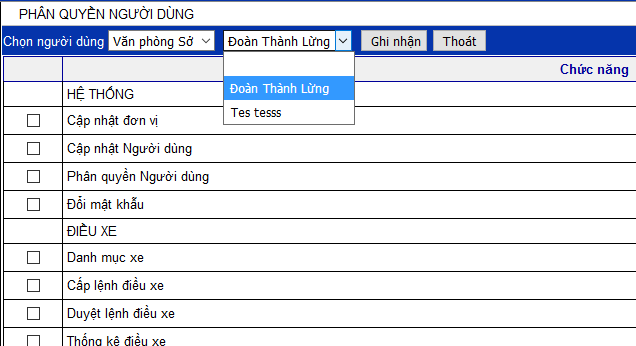 PHÂN QUYỀN NGƯỜI DÙNG
Chọn người dùng Văn phòng Sở Đoàn Thành Lừng Ghi nhận Thoát
Chức năng
Đoàn Thành Lừng
Tes tesss
HỆ THỐNG
Cập nhật đơn vị
Cập nhật Người dùng
Phân quyền Người dùng
Đổi mật khẩu
ĐIỀU XE
Danh mục xe
Cấp lệnh điều xe
Duyệt lệnh điều xe
Thống kê điều xe